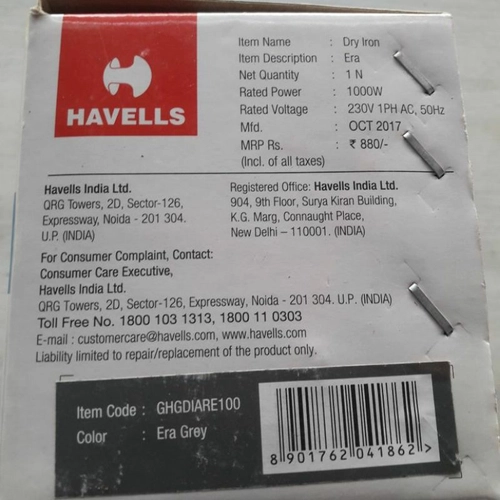 HAVELLS
Item Name : Dry Iron
Item Description : Era
Net Quantity : 1 N
Rated Power : 1000W
Rated Voltage : 230V 1PH AC, 50Hz
Mfd. : OCT 2017
MRP Rs. : ₹ 880/-
(Incl. of all taxes)
Havells India Ltd.
QRG Towers, 2D, Sector-126,
Expressway, Noida - 201 304.
U.P. (INDIA)
Registered Office: Havells India Ltd.
904, 9th Floor, Surya Kiran Building,
K.G. Marg, Connaught Place,
New Delhi – 110001. (INDIA)
For Consumer Complaint, Contact:
Consumer Care Executive,
Havells India Ltd.
QRG Towers, 2D, Sector-126, Expressway, Noida - 201 304. U.P. (INDIA)
Toll Free No. 1800 103 1313, 1800 11 0303
E-mail : customercare@havells.com, www.havells.com
Liability limited to repair/replacement of the product only.
Item Code : GHGDIARE100
Color : Era Grey
8 901762 041862 >